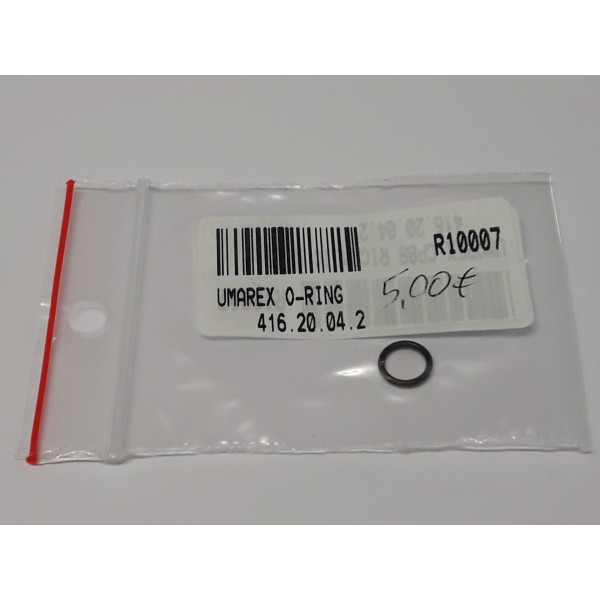 R10007
UMAREX O-RING 5,00€
416.20.04.2